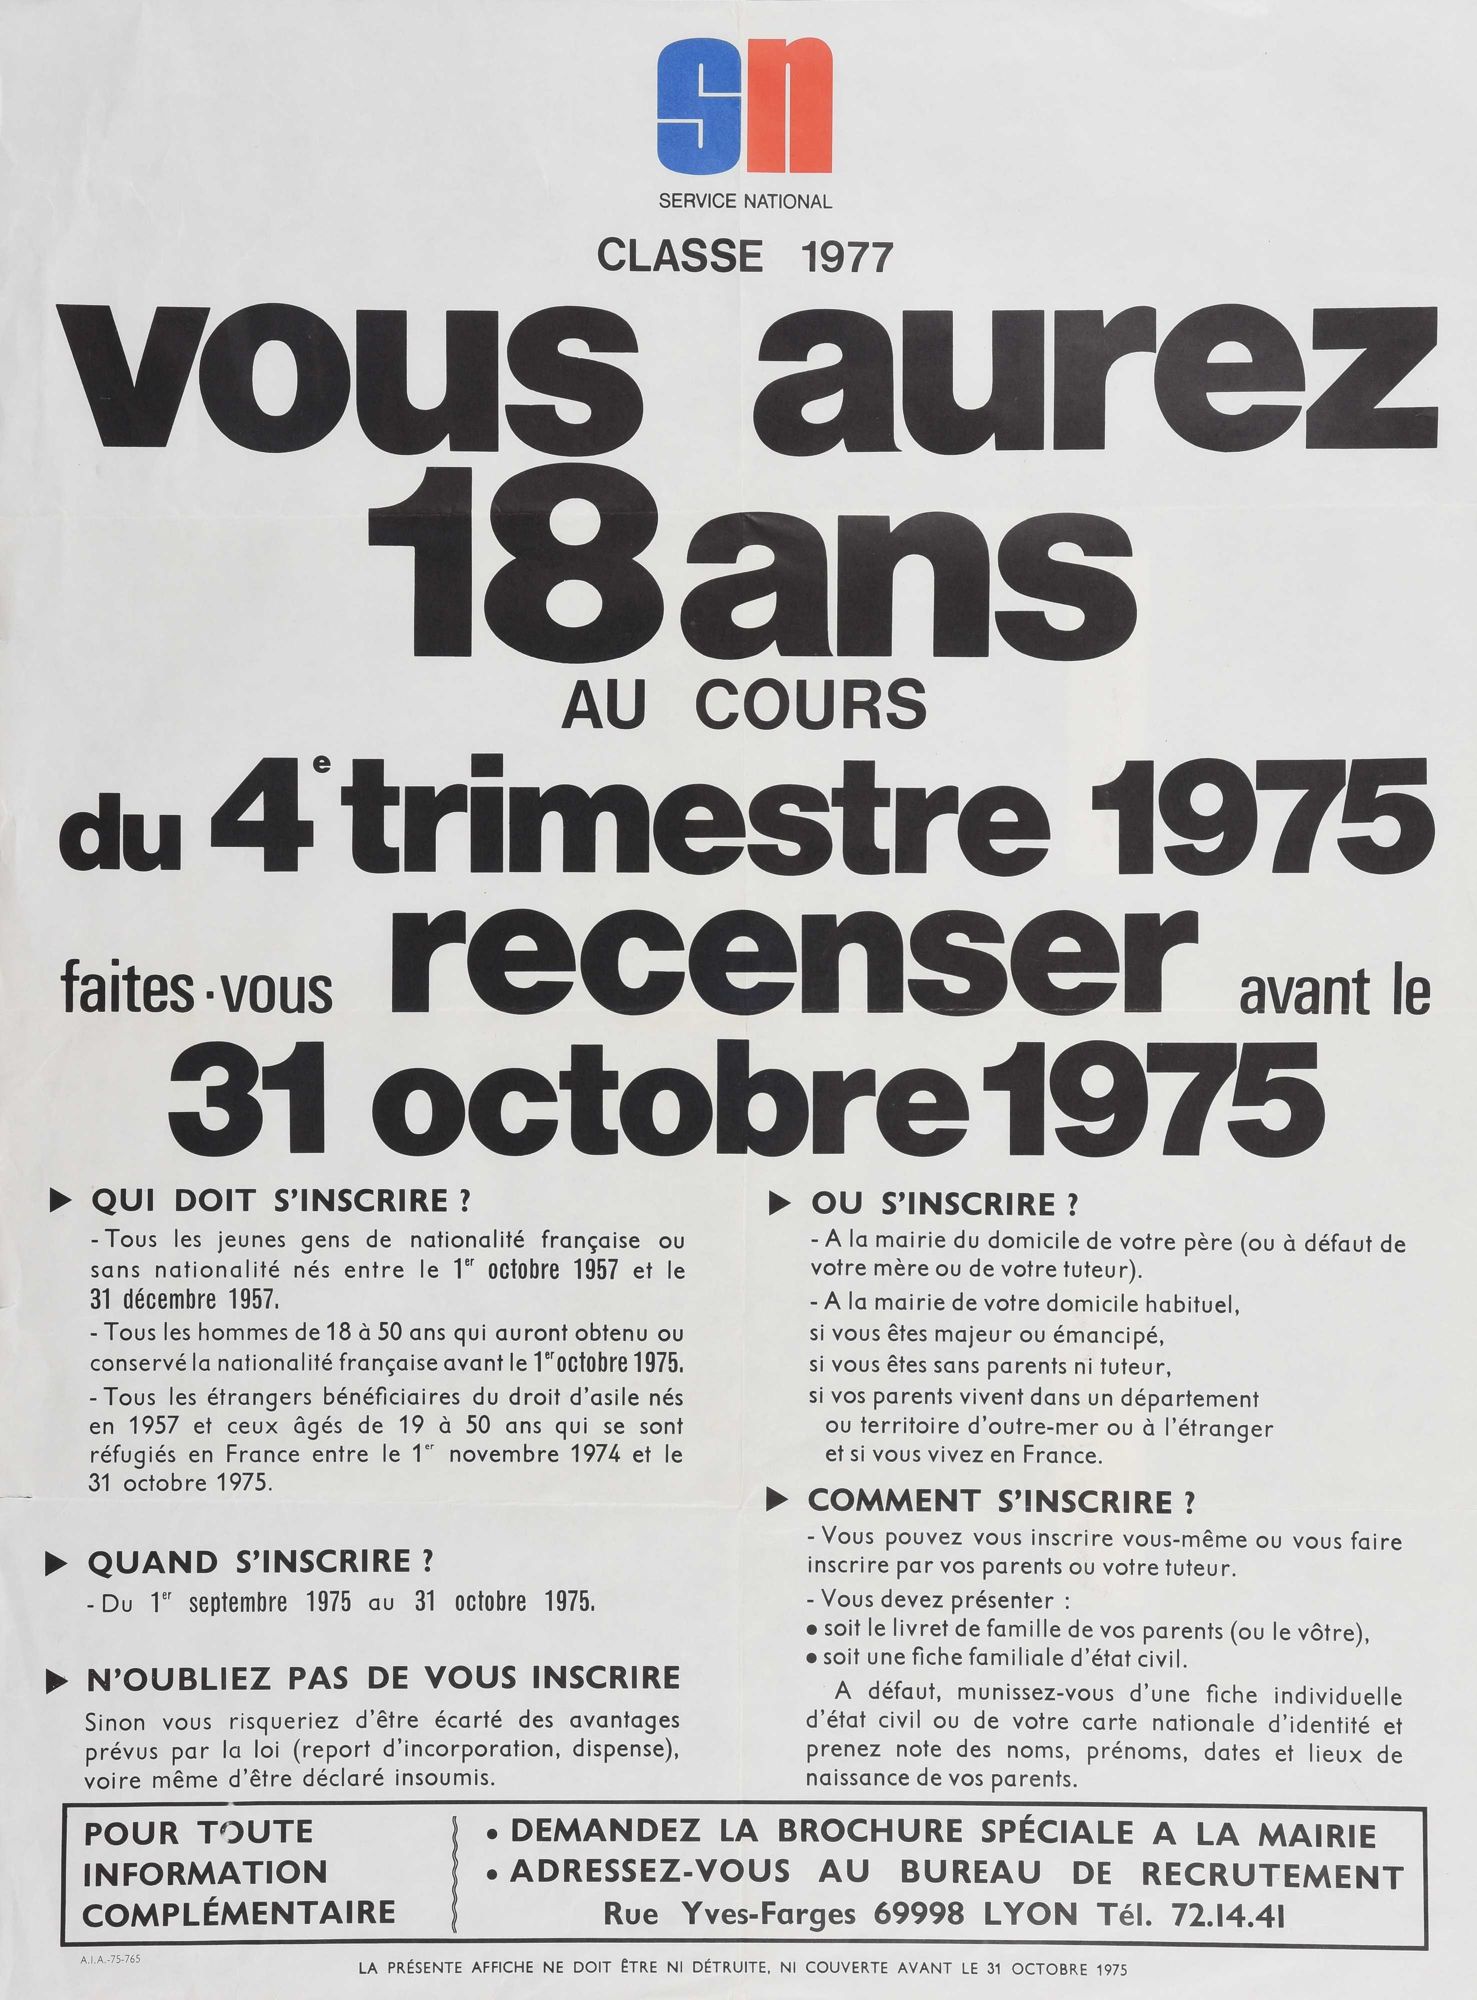 sn
SERVICE NATIONAL
CLASSE 1977
vous aurez
18 ans
AU COURS
du 4e trimestre 1975
faites-vous recenser avant le
31 octobre 1975
▶ QUI DOIT S'INSCRIRE ?
- Tous les jeunes gens de nationalité française ou
sans nationalité nés entre le 1er octobre 1957 et le
31 décembre 1957.
- Tous les hommes de 18 à 50 ans qui auront obtenu ou
conservé la nationalité française avant le 1er octobre 1975.
- Tous les étrangers bénéficiaires du droit d'asile nés
en 1957 et ceux âgés de 19 à 50 ans qui se sont
réfugiés en France entre le 1er novembre 1974 et le
31 octobre 1975.
▶ QUAND S'INSCRIRE ?
- Du 1er septembre 1975 au 31 octobre 1975.
▶ N'OUBLIEZ PAS DE VOUS INSCRIRE
Sinon vous risqueriez d'être écarté des avantages
prévus par la loi (report d'incorporation, dispense),
voire même d'être déclaré insoumis.
▶ OU S'INSCRIRE ?
- A la mairie du domicile de votre père (ou à défaut de
votre mère ou de votre tuteur).
- A la mairie de votre domicile habituel,
si vous êtes majeur ou émancipé,
si vous êtes sans parents ni tuteur,
si vos parents vivent dans un département
ou territoire d'outre-mer ou à l'étranger
et si vous vivez en France.
▶ COMMENT S'INSCRIRE ?
- Vous pouvez vous inscrire vous-même ou vous faire
inscrire par vos parents ou votre tuteur.
- Vous devez présenter :
• soit le livret de famille de vos parents (ou le vôtre),
• soit une fiche familiale d'état civil.
A défaut, munissez-vous d'une fiche individuelle
d'état civil ou de votre carte nationale d'identité et
prenez note des noms, prénoms, dates et lieux de
naissance de vos parents.
POUR TOUTE
INFORMATION
COMPLÉMENTAIRE
• DEMANDEZ LA BROCHURE SPÉCIALE A LA MAIRIE
• ADRESSEZ-VOUS AU BUREAU DE RECRUTEMENT
Rue Yves-Farges 69998 LYON Tél. 72.14.41
A.I.A.-75-765
LA PRÉSENTE AFFICHE NE DOIT ÊTRE NI DÉTRUITE, NI COUVERTE AVANT LE 31 OCTOBRE 1975